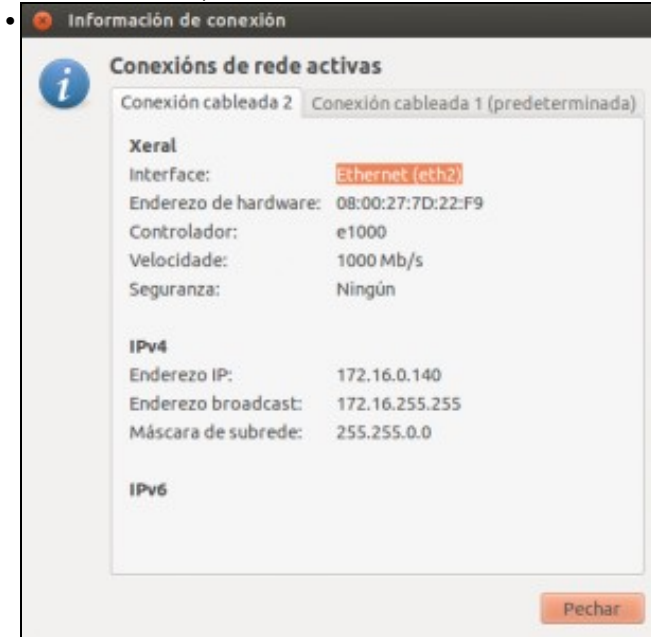 Información de conexión
Conexións de rede activas
Conexión cableada 2 Conexión cableada 1 (predeterminada)
Xeral
Interface: Ethernet (eth2)
Enderezo de hardware: 08:00:27:7D:22:F9
Controlador: e1000
Velocidade: 1000 Mb/s
Seguranza: Ningún
IPv4
Enderezo IP: 172.16.0.140
Enderezo broadcast: 172.16.255.255
Máscara de subrede: 255.255.0.0
IPv6
Pechar